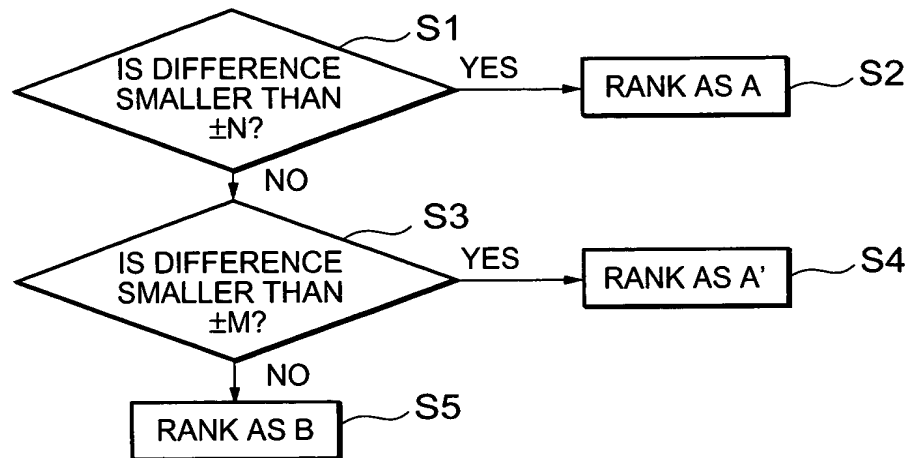 S1
IS DIFFERENCE
SMALLER THAN
±N?
YES
RANK AS A
S2
NO
S3
IS DIFFERENCE
SMALLER THAN
±M?
YES
RANK AS A'
S4
NO
RANK AS B
S5